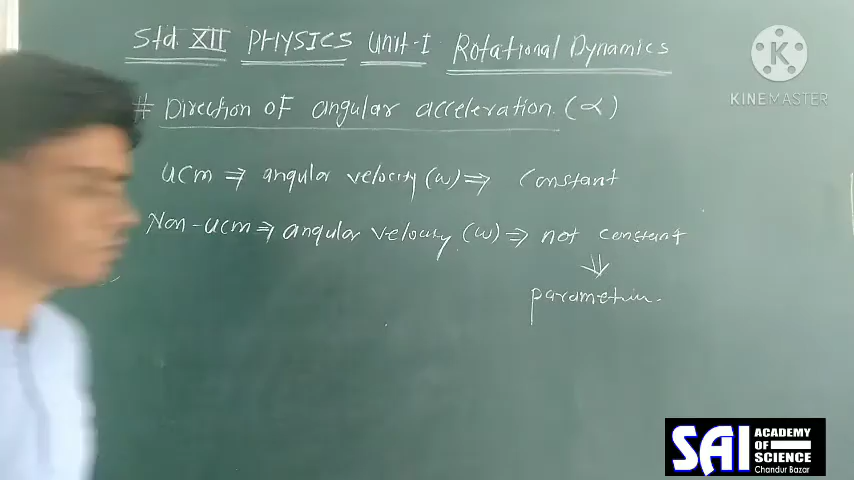 Std. XII PHYSICS Unit-I Rotational Dynamics
# Direction of angular acceleration. (α)
UCM ⇒ angular velocity (ω) ⇒ constant
Non-UCM ⇒ angular velocity (ω) ⇒ not constant
⇓
KINEMASTER
SAI ACADEMY OF SCIENCE
Chandur Bazar